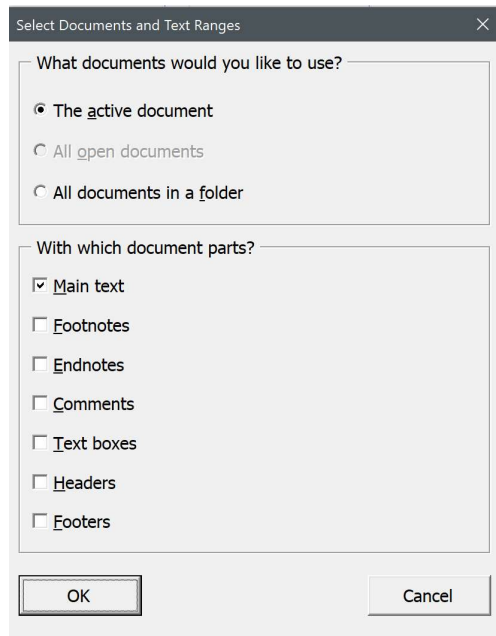 Select Documents and Text Ranges
What documents would you like to use?
The active document
All open documents
All documents in a folder
With which document parts?
Main text
Footnotes
Endnotes
Comments
Text boxes
Headers
Footers
OK
Cancel